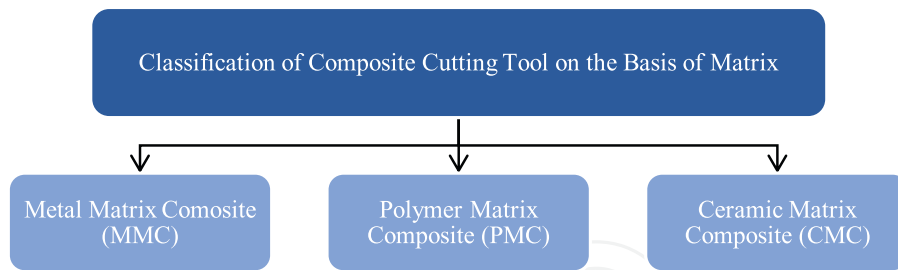 Classification of Composite Cutting Tool on the Basis of Matrix
Metal Matrix Comosite
(MMC)
Polymer Matrix
Composite (PMC)
Ceramic Matrix
Composite (CMC)